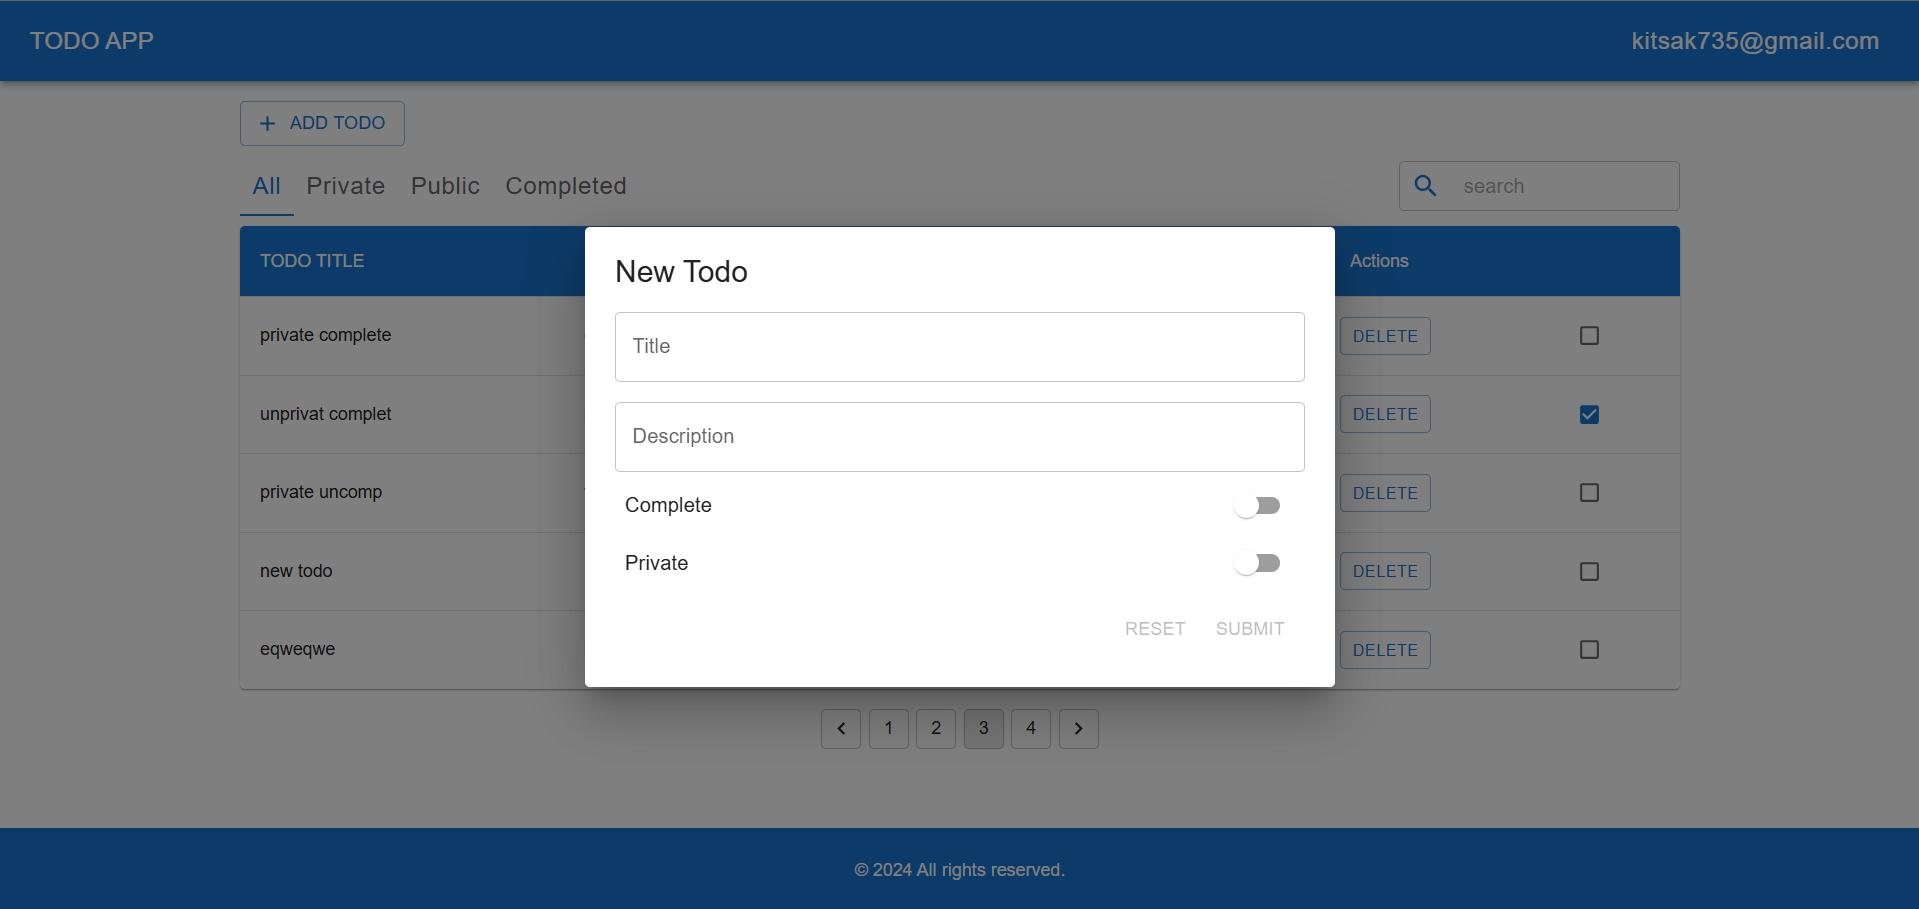 TODO APP
kitsak735@gmail.com
ADD TODO
All Private Public Completed
search
TODO TITLE
Actions
private complete
DELETE
unprivat complet
DELETE
private uncomp
DELETE
new todo
DELETE
eqweqwe
DELETE
New Todo
Title
Description
Complete
Private
RESET SUBMIT
1 2 3 4
© 2024 All rights reserved.